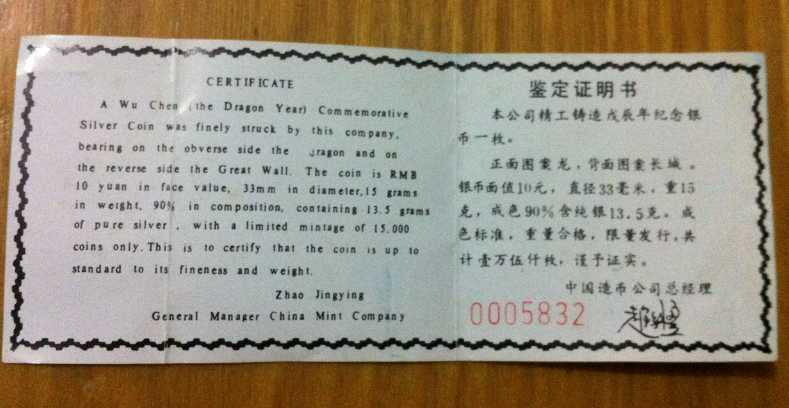 CERTIFICATE
A Wu Chen (the Dragon Year) Commemorative
Silver Coin was finely struck by this company,
bearing on the obverse side the dragon and on
the reverse side the Great Wall. The coin is RMB
10 yuan in face value, 33mm in diameter,15 grams
in weight, 90% in composition, containing 13.5 grams
of pure silver, with a limited mintage of 15,000
coins only. This is to certify that the coin is up to
standard to its fineness and weight.
Zhao Jingying
General Manager China Mint Company
鉴定证明书
本公司精工铸造戊辰年纪念银
币一枚。
正面图案龙，背面图案长城。
银币面值10元，直径33毫米，重15
克，成色90%含纯银13.5克。成
色标准，重量合格，限量发行，共
计壹万伍仟枚，谨予证实。
中国造币公司总经理
0005832